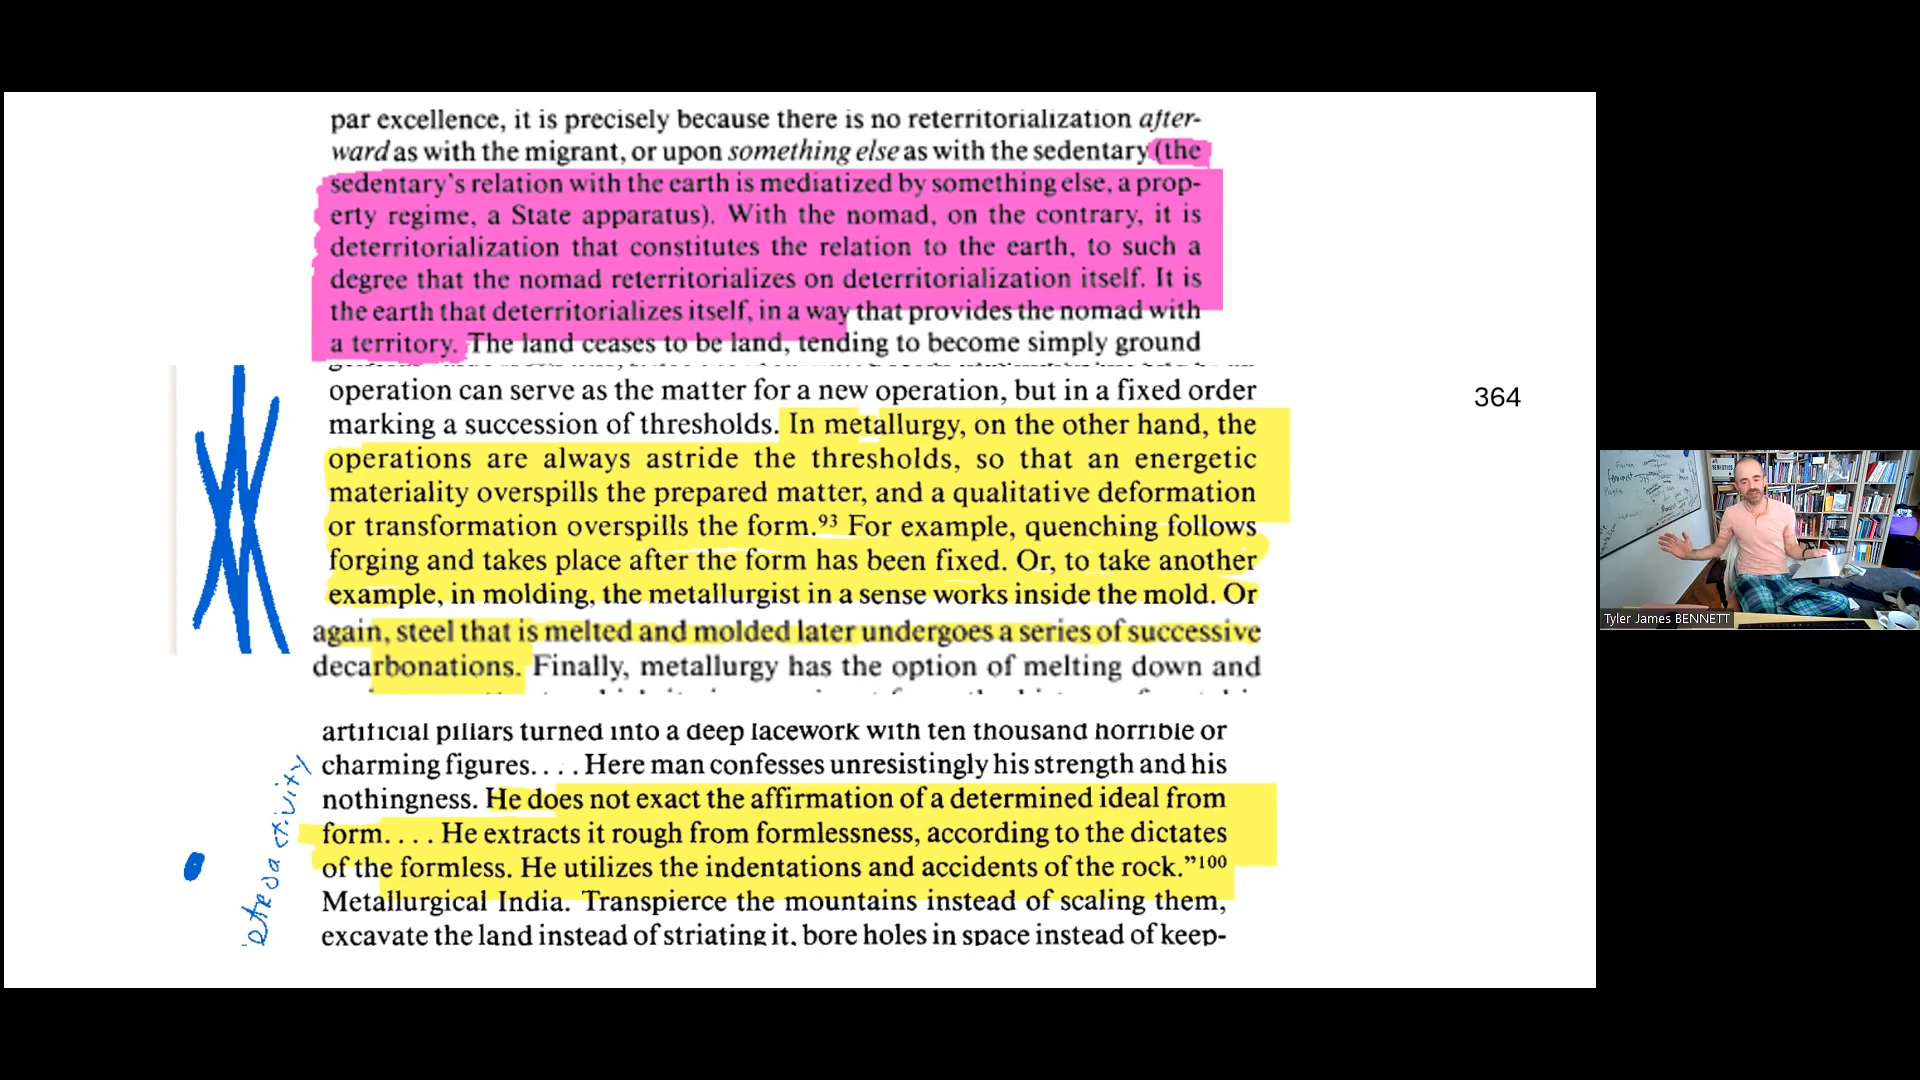 par excellence, it is precisely because there is no reterritorialization after-
ward as with the migrant, or upon something else as with the sedentary (the
sedentary's relation with the earth is mediatized by something else, a prop-
erty regime, a State apparatus). With the nomad, on the contrary, it is
deterritorialization that constitutes the relation to the earth, to such a
degree that the nomad reterritorializes on deterritorialization itself. It is
the earth that deterritorializes itself, in a way that provides the nomad with
a territory. The land ceases to be land, tending to become simply ground
operation can serve as the matter for a new operation, but in a fixed order
marking a succession of thresholds. In metallurgy, on the other hand, the
operations are always astride the thresholds, so that an energetic
materiality overspills the prepared matter, and a qualitative deformation
or transformation overspills the form.93 For example, quenching follows
forging and takes place after the form has been fixed. Or, to take another
example, in molding, the metallurgist in a sense works inside the mold. Or
again, steel that is melted and molded later undergoes a series of successive
decarbonations. Finally, metallurgy has the option of melting down and
364
artificial pillars turned into a deep lacework with ten thousand horrible or
charming figures. . . . Here man confesses unresistingly his strength and his
nothingness. He does not exact the affirmation of a determined ideal from
form. . . . He extracts it rough from formlessness, according to the dictates
of the formless. He utilizes the indentations and accidents of the rock."100
Metallurgical India. Transpierce the mountains instead of scaling them,
excavate the land instead of striating it, bore holes in space instead of keep-
Tyler James BENNETT